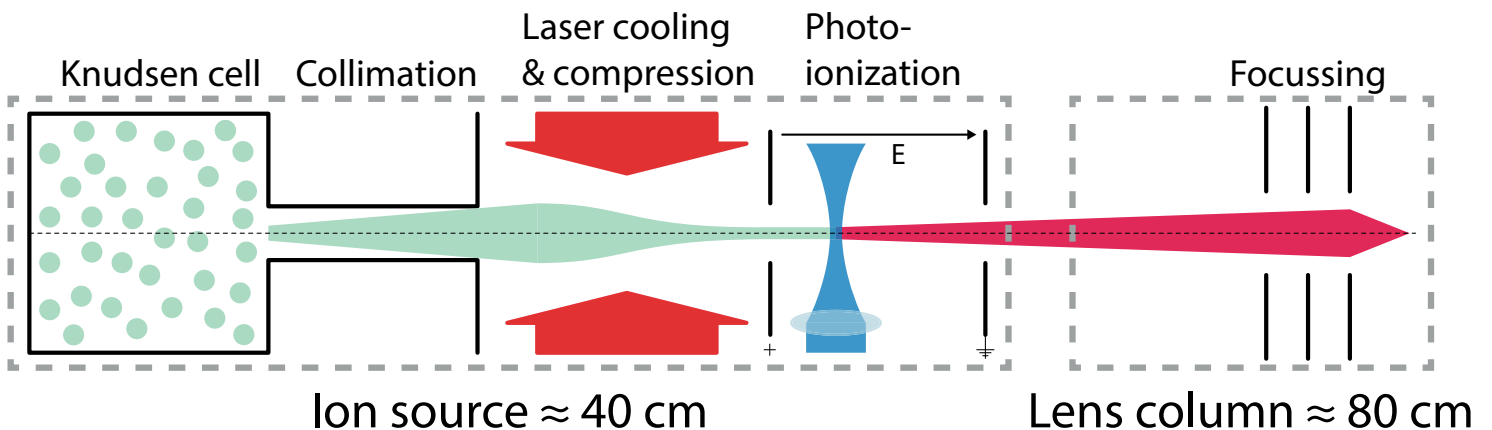 Knudsen cell
Collimation
Laser cooling
& compression
Photo-
ionization
Focussing
E
+
Ion source ≈ 40 cm
Lens column ≈ 80 cm